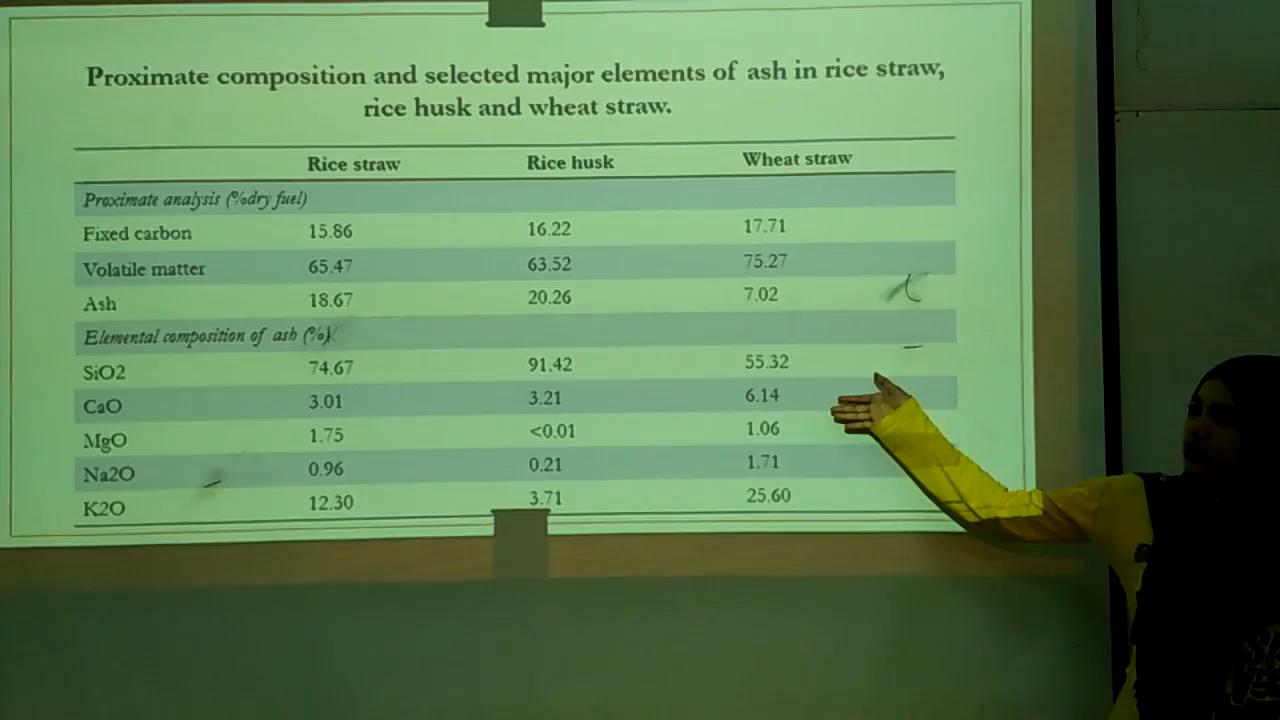 Proximate composition and selected major elements of ash in rice straw,
rice husk and wheat straw.
Rice straw Rice husk Wheat straw
Proximate analysis (%dry fuel)
Fixed carbon 15.86 16.22 17.71
Volatile matter 65.47 63.52 75.27
Ash 18.67 20.26 7.02
Elemental composition of ash (%)
SiO2 74.67 91.42 55.32
CaO 3.01 3.21 6.14
MgO 1.75 <0.01 1.06
Na2O 0.96 0.21 1.71
K2O 12.30 3.71 25.60